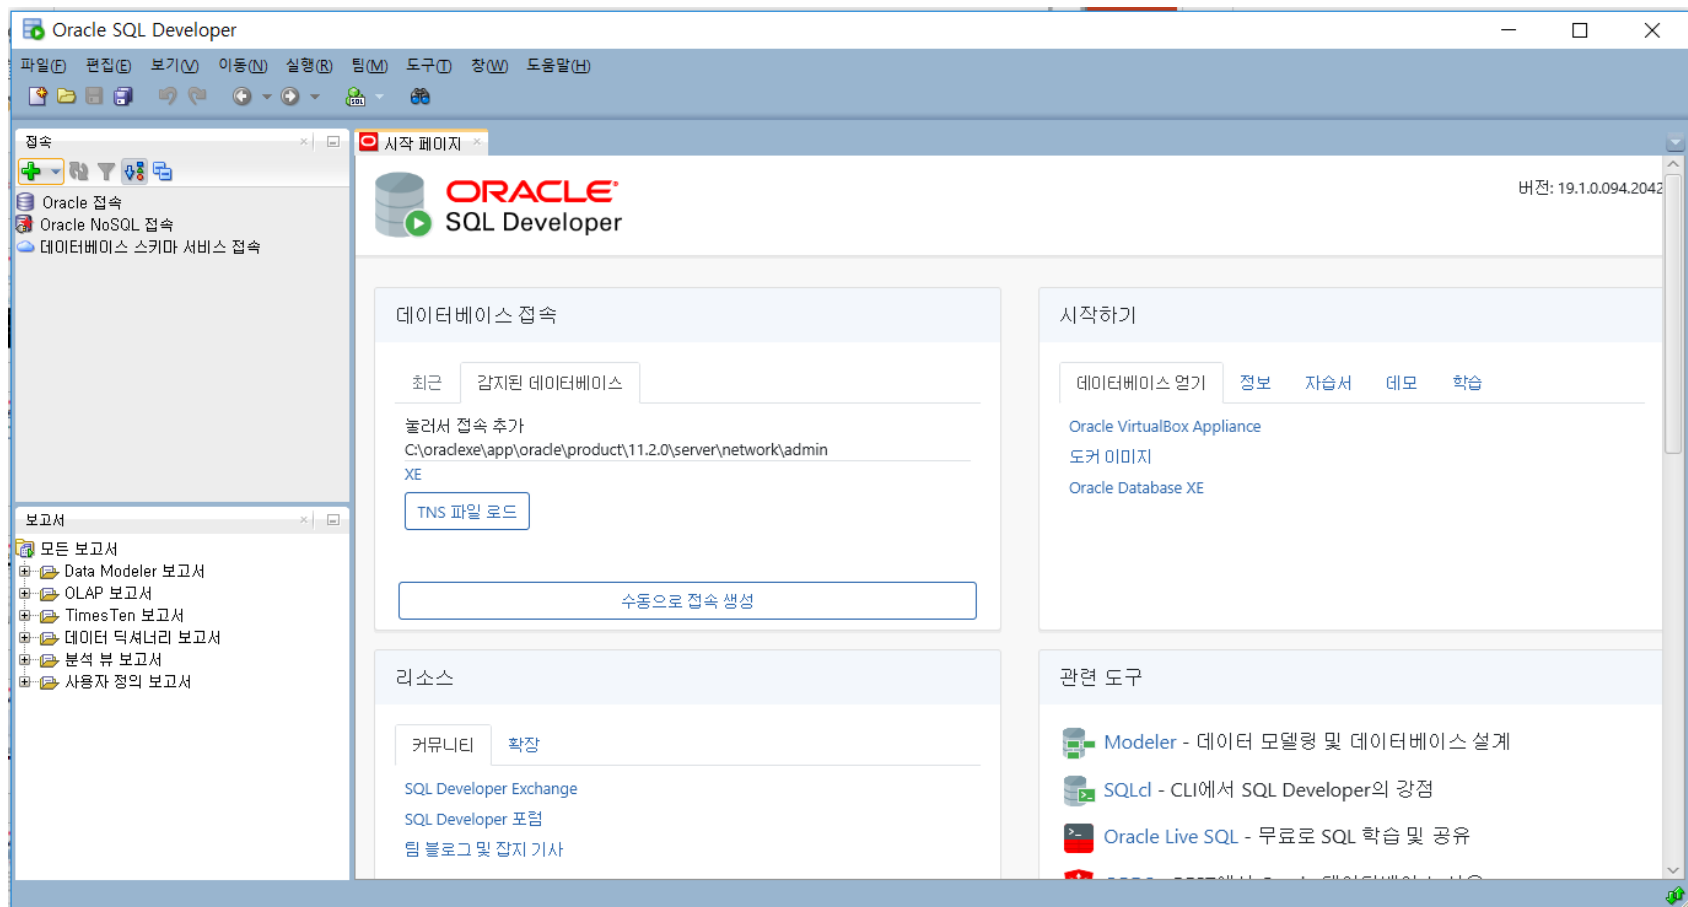 Oracle SQL Developer
파일(F) 편집(E) 보기(V) 이동(N) 실행(R) 팀(M) 도구(T) 창(W) 도움말(H)
접속
Oracle 접속
Oracle NoSQL 접속
데이터베이스 스키마 서비스 접속
보고서
모든 보고서
Data Modeler 보고서
OLAP 보고서
TimesTen 보고서
데이터 딕셔너리 보고서
분석 뷰 보고서
사용자 정의 보고서
시작 페이지
ORACLE
SQL Developer
버전: 19.1.0.094.2042
데이터베이스 접속
최근 감지된 데이터베이스
눌러서 접속 추가
C:\oraclexe\app\oracle\product\11.2.0\server\network\admin
XE
TNS 파일 로드
수동으로 접속 생성
시작하기
데이터베이스 얻기 정보 자습서 데모 학습
Oracle VirtualBox Appliance
도커 이미지
Oracle Database XE
리소스
커뮤니티 확장
SQL Developer Exchange
SQL Developer 포럼
팀 블로그 및 잡지 기사
관련 도구
Modeler - 데이터 모델링 및 데이터베이스 설계
SQLcl - CLI에서 SQL Developer의 강점
Oracle Live SQL - 무료로 SQL 학습 및 공유